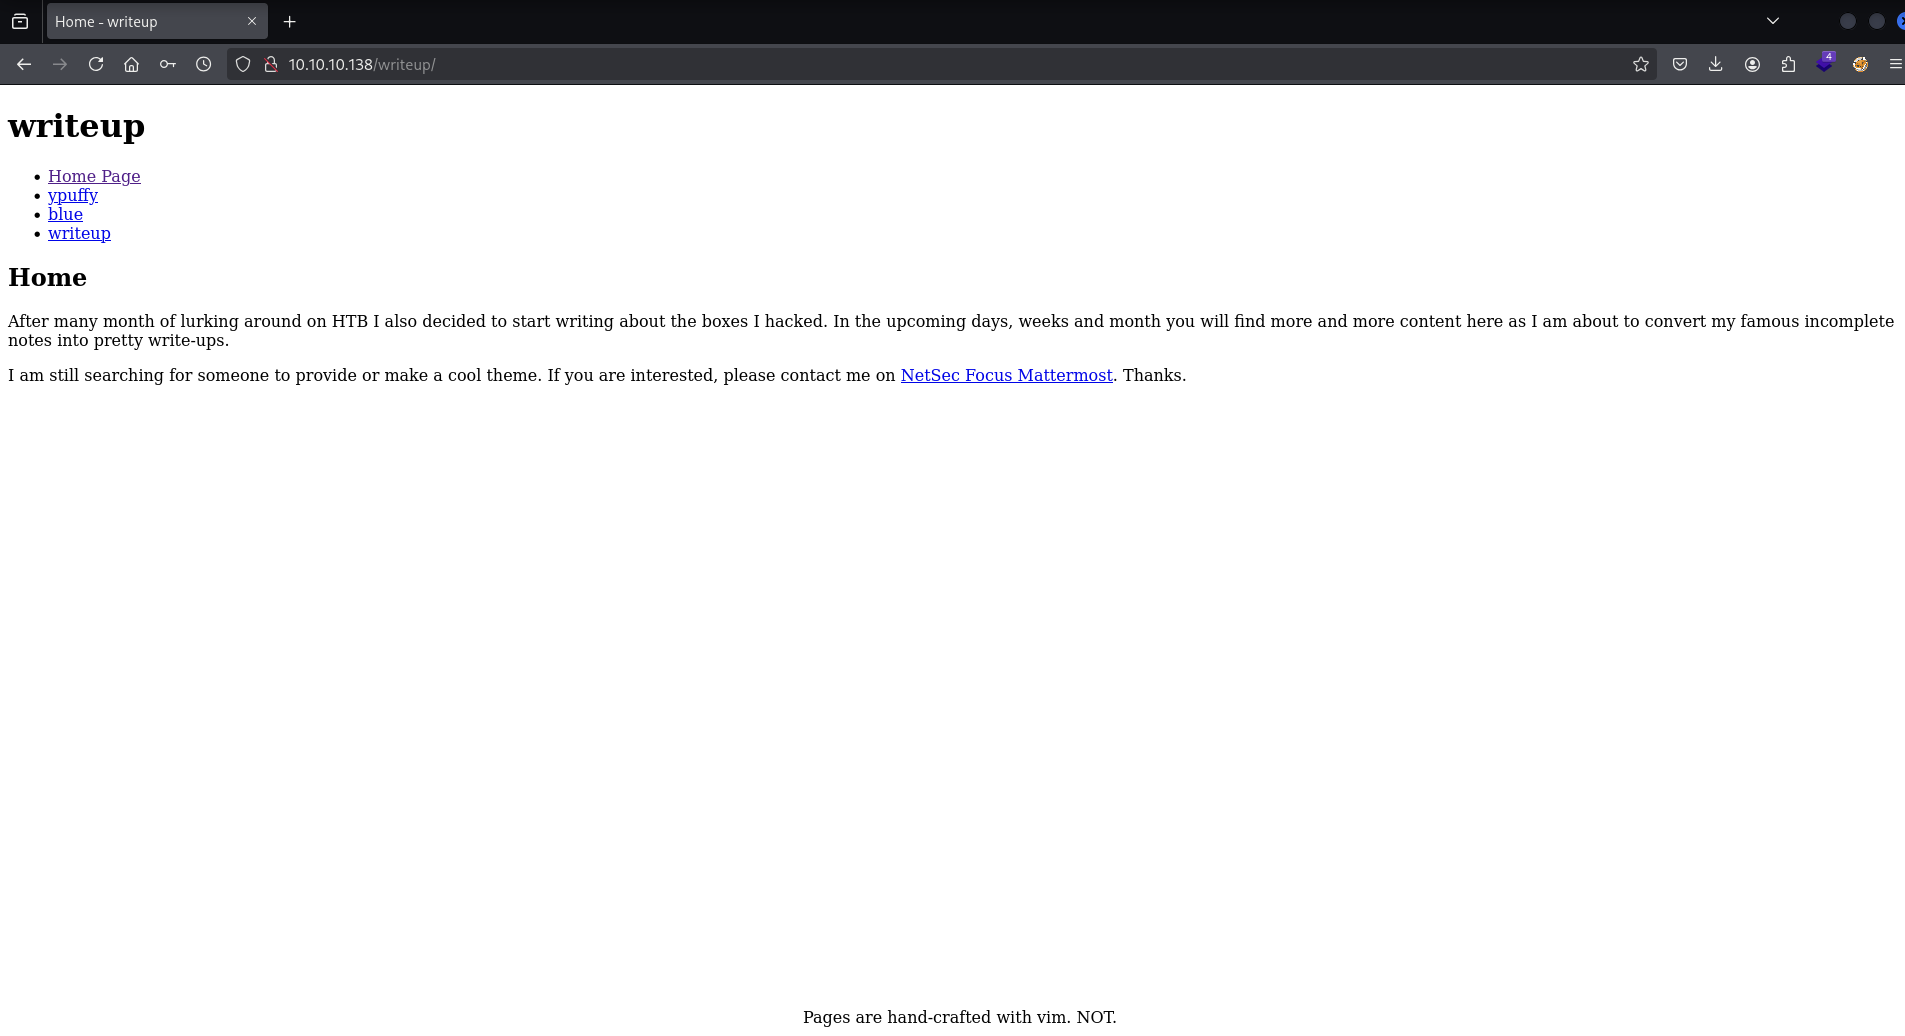 Home - writeup
10.10.10.138/writeup/
4
writeup
Home Page
ypuffy
blue
writeup
Home
After many month of lurking around on HTB I also decided to start writing about the boxes I hacked. In the upcoming days, weeks and month you will find more and more content here as I am about to convert my famous incomplete
notes into pretty write-ups.
I am still searching for someone to provide or make a cool theme. If you are interested, please contact me on NetSec Focus Mattermost. Thanks.
Pages are hand-crafted with vim. NOT.